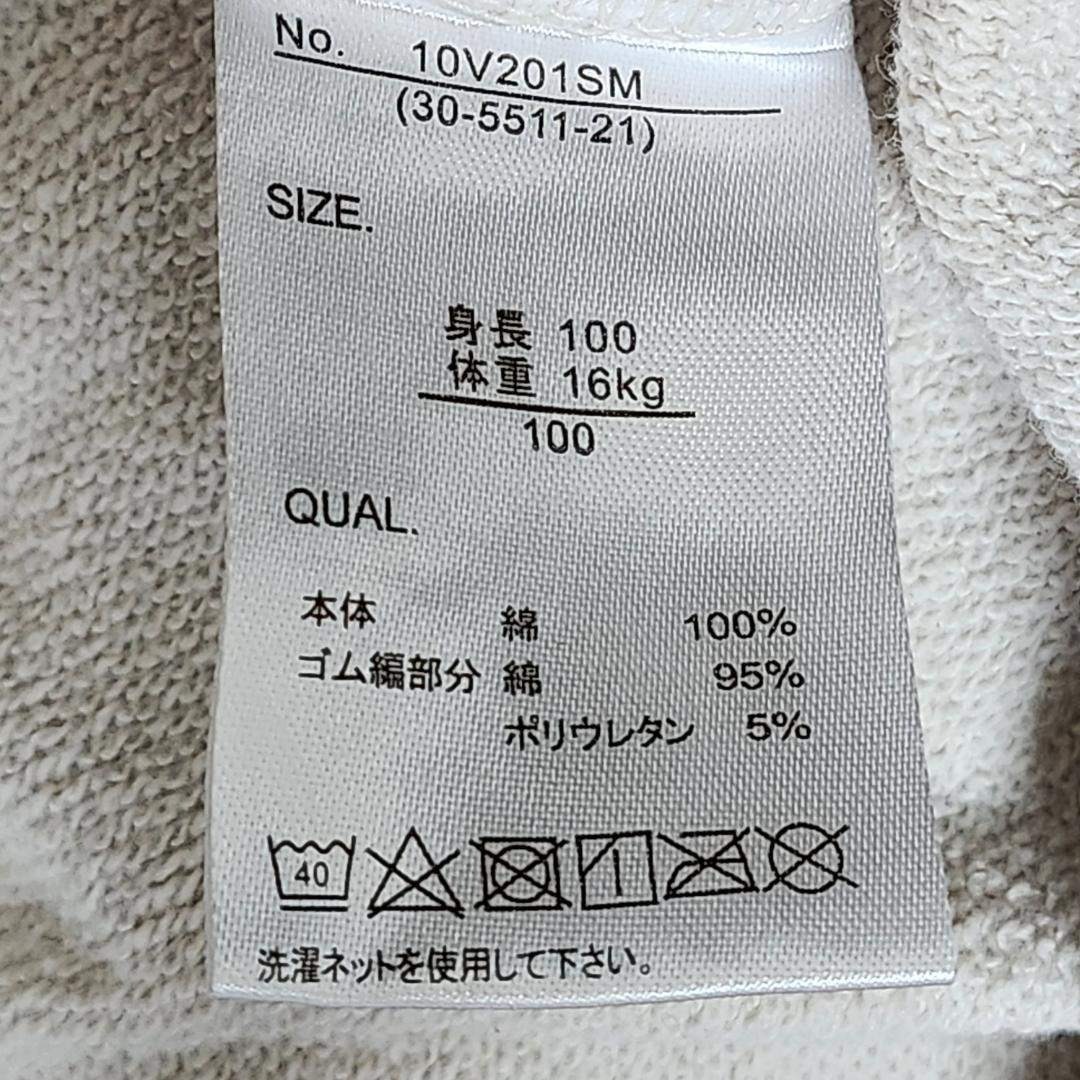 No. 10V201SM
(30-5511-21)
SIZE.
身長 100
体重 16kg
100
QUAL.
本体 綿 100%
ゴム編部分 綿 95%
ポリウレタン 5%
40
洗濯ネットを使用して下さい。